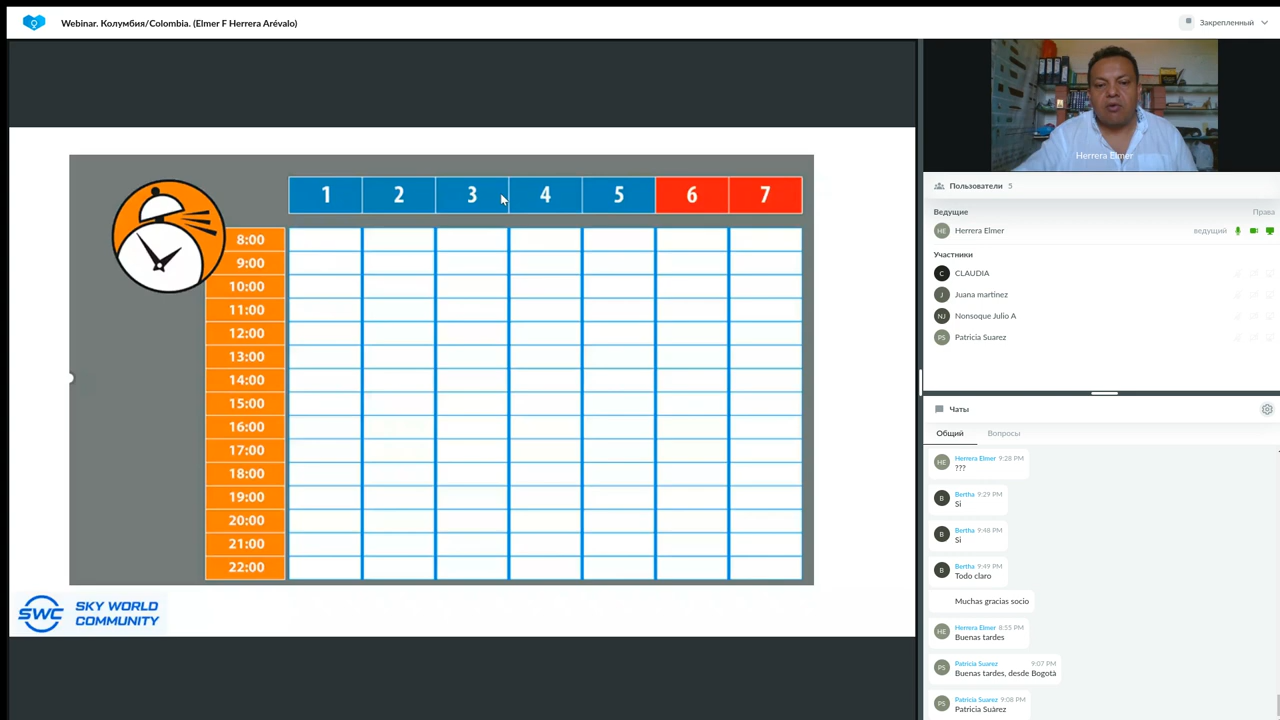 Webinar. Колумбия/Colombia. (Elmer F Herrera Arévalo)
Закрепленный
1 2 3 4 5 6 7
8:00
9:00
10:00
11:00
12:00
13:00
14:00
15:00
16:00
17:00
18:00
19:00
20:00
21:00
22:00
SWC SKY WORLD
COMMUNITY
Herrera Elmer
Пользователи 5
Ведущие Права
HE Herrera Elmer ведущий
Участники
C CLAUDIA
J Juana martinez
NJ Nonsoque Julio A
PS Patricia Suarez
Чаты
Общий Вопросы
HE Herrera Elmer 9:28 PM
???
B Bertha 9:29 PM
Si
B Bertha 9:48 PM
Si
B Bertha 9:49 PM
Todo claro
Muchas gracias socio
HE Herrera Elmer 8:55 PM
Buenas tardes
PS Patricia Suarez 9:07 PM
Buenas tardes, desde Bogotà
PS Patricia Suarez 9:08 PM
Patricia Suàrez